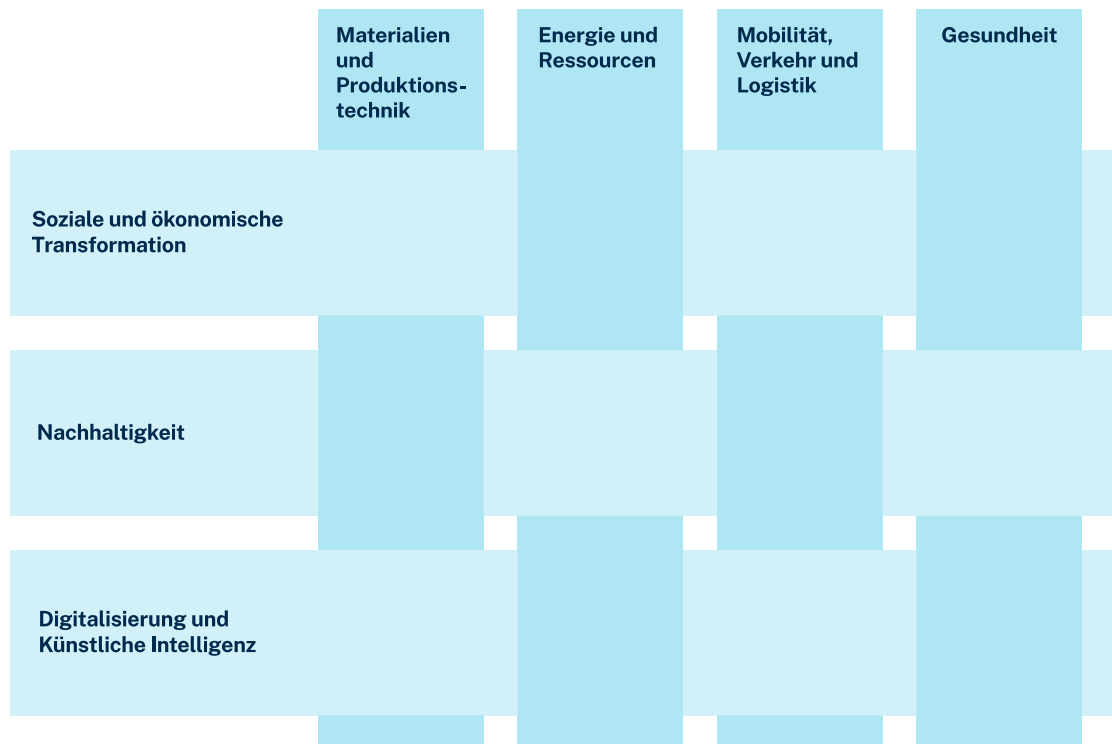 Materialien
und
Produktions-
technik
Energie und
Ressourcen
Mobilität,
Verkehr und
Logistik
Gesundheit
Soziale und ökonomische
Transformation
Nachhaltigkeit
Digitalisierung und
Künstliche Intelligenz